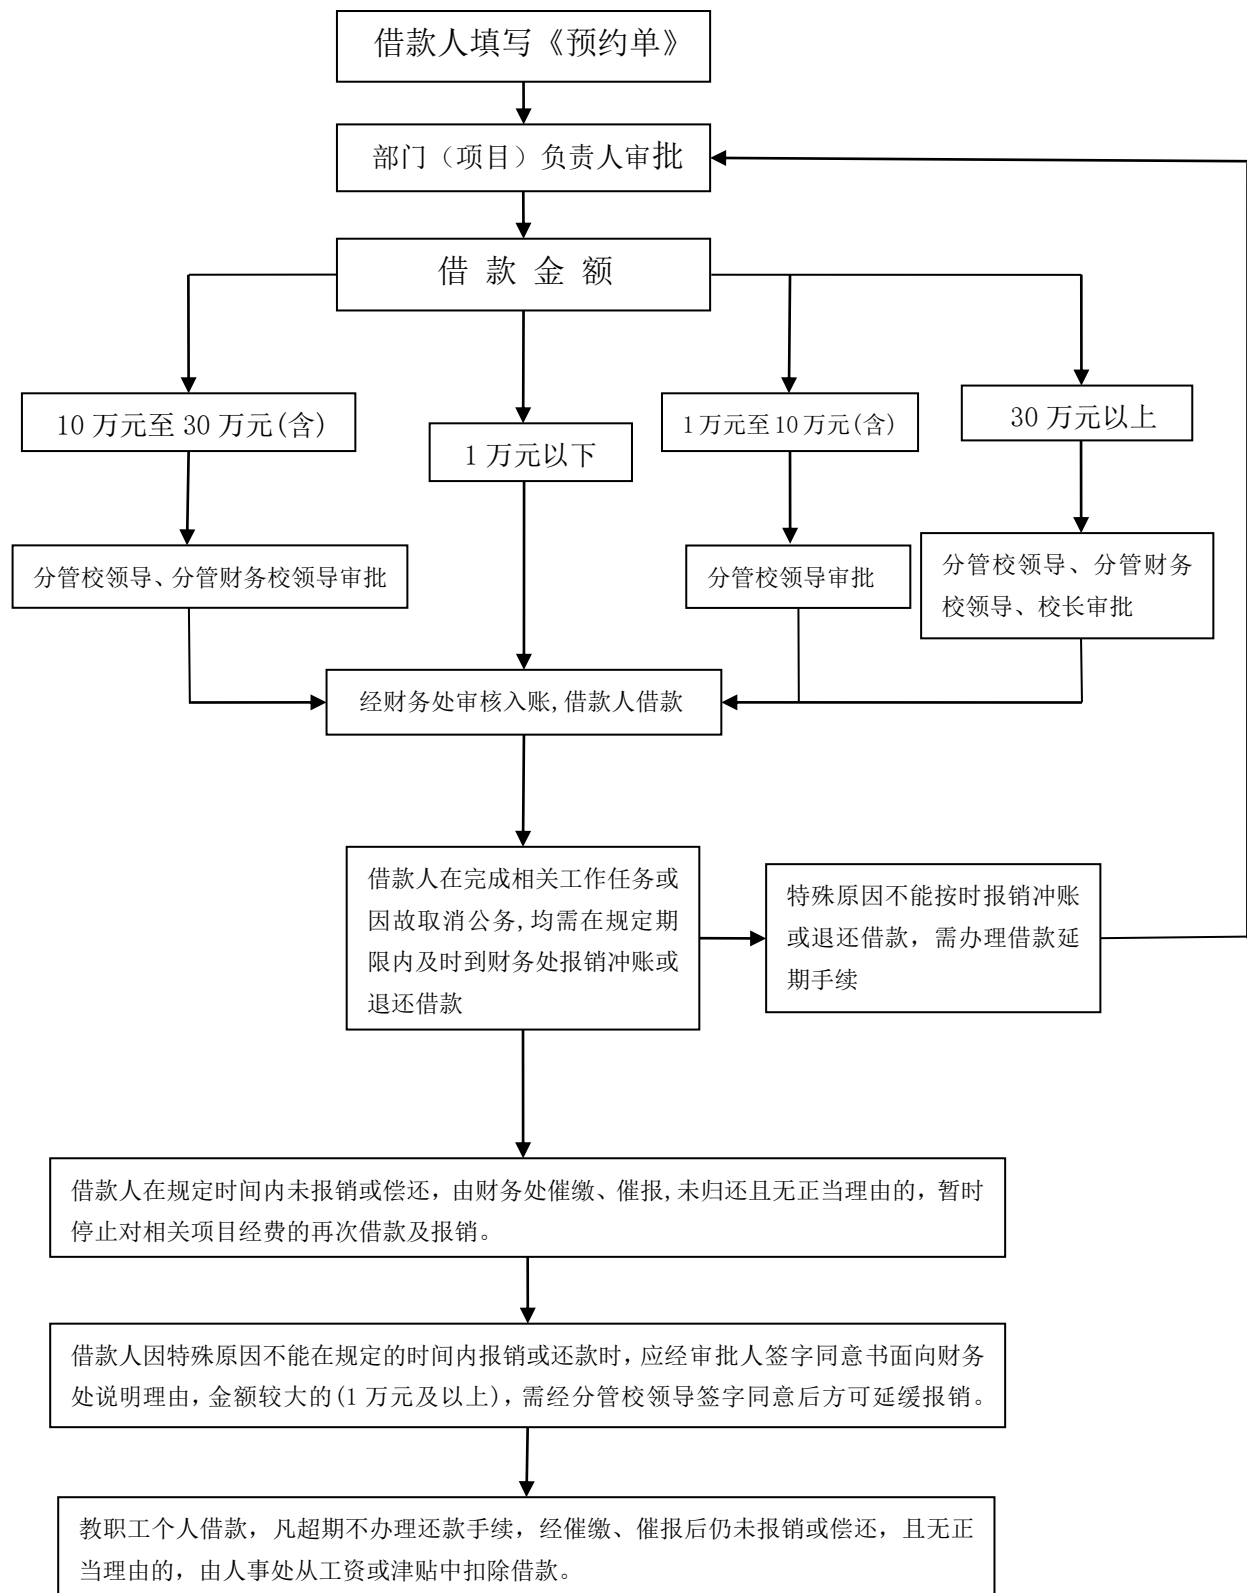 借款人填写《预约单》
部门（项目）负责人审批
借 款 金 额
10 万元至 30 万元(含)
1 万元以下
1 万元至 10 万元(含)
30 万元以上
分管校领导、分管财务校领导审批
分管校领导审批
分管校领导、分管财务
校领导、校长审批
经财务处审核入账,借款人借款
借款人在完成相关工作任务或
因故取消公务,均需在规定期
限内及时到财务处报销冲账或
退还借款
特殊原因不能按时报销冲账
或退还借款，需办理借款延
期手续
借款人在规定时间内未报销或偿还，由财务处催缴、催报,未归还且无正当理由的，暂时
停止对相关项目经费的再次借款及报销。
借款人因特殊原因不能在规定的时间内报销或还款时，应经审批人签字同意书面向财务
处说明理由，金额较大的(1 万元及以上)，需经分管校领导签字同意后方可延缓报销。
教职工个人借款，凡超期不办理还款手续，经催缴、催报后仍未报销或偿还，且无正
当理由的，由人事处从工资或津贴中扣除借款。